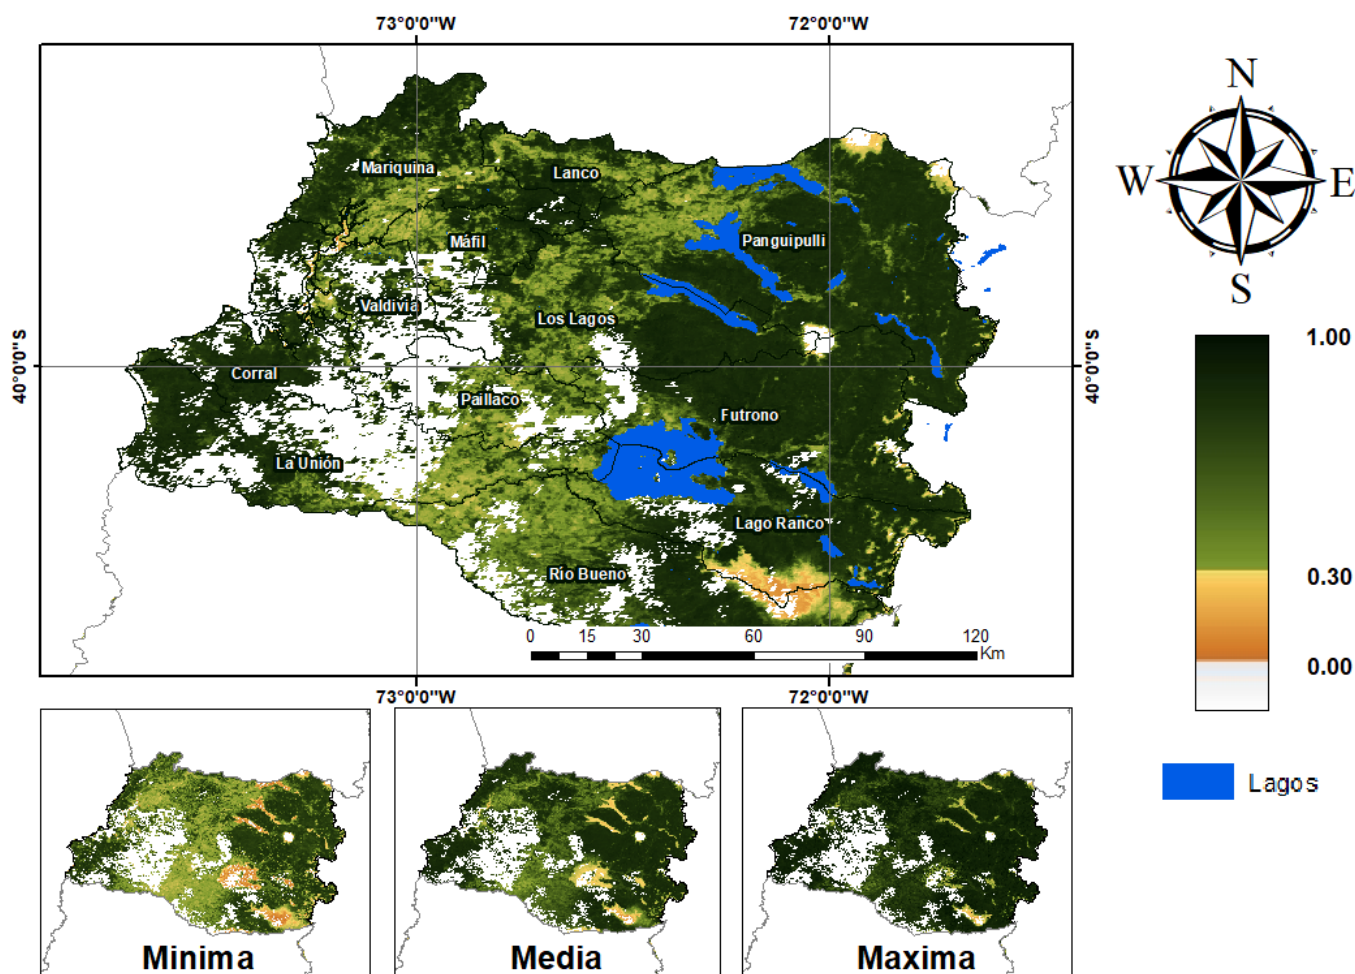 73°0'0"W 72°0'0"W
N
W E
S
Mariquina
Lanco
Máfil
Panguipulli
Valdivia
Los Lagos
1.00
40°0'0"S 40°0'0"S
Corral
Paillaco
Futrono
La Unión
Lago Ranco
Río Bueno
0.30
0.00
0 15 30 60 90 120
Km
73°0'0"W 72°0'0"W
Lagos
Minima Media Maxima